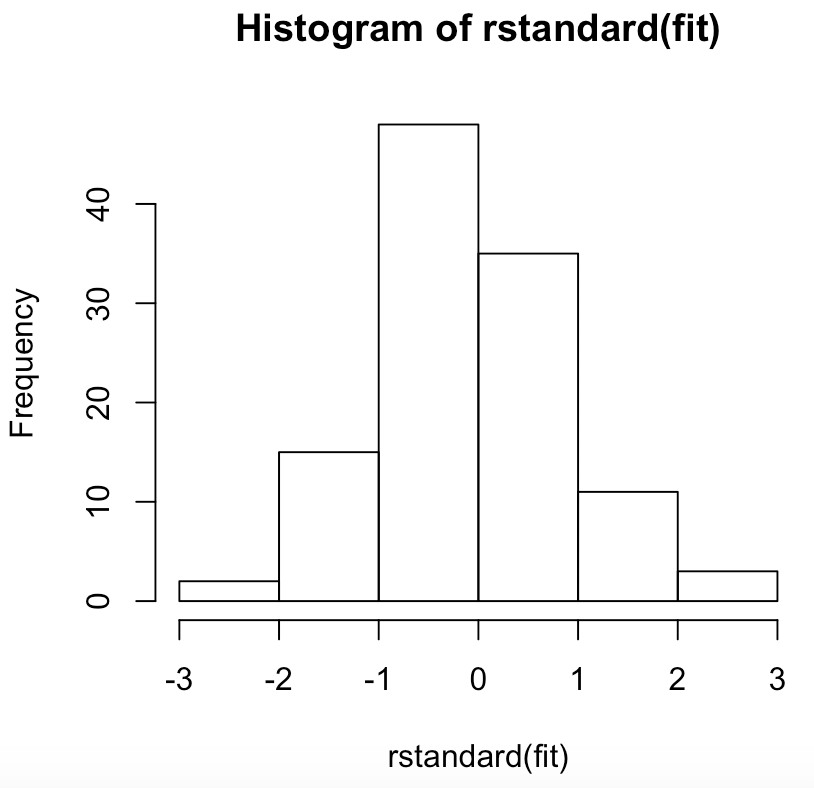 Histogram of rstandard(fit)
Frequency
40
30
20
10
0
-3 -2 -1 0 1 2 3
rstandard(fit)